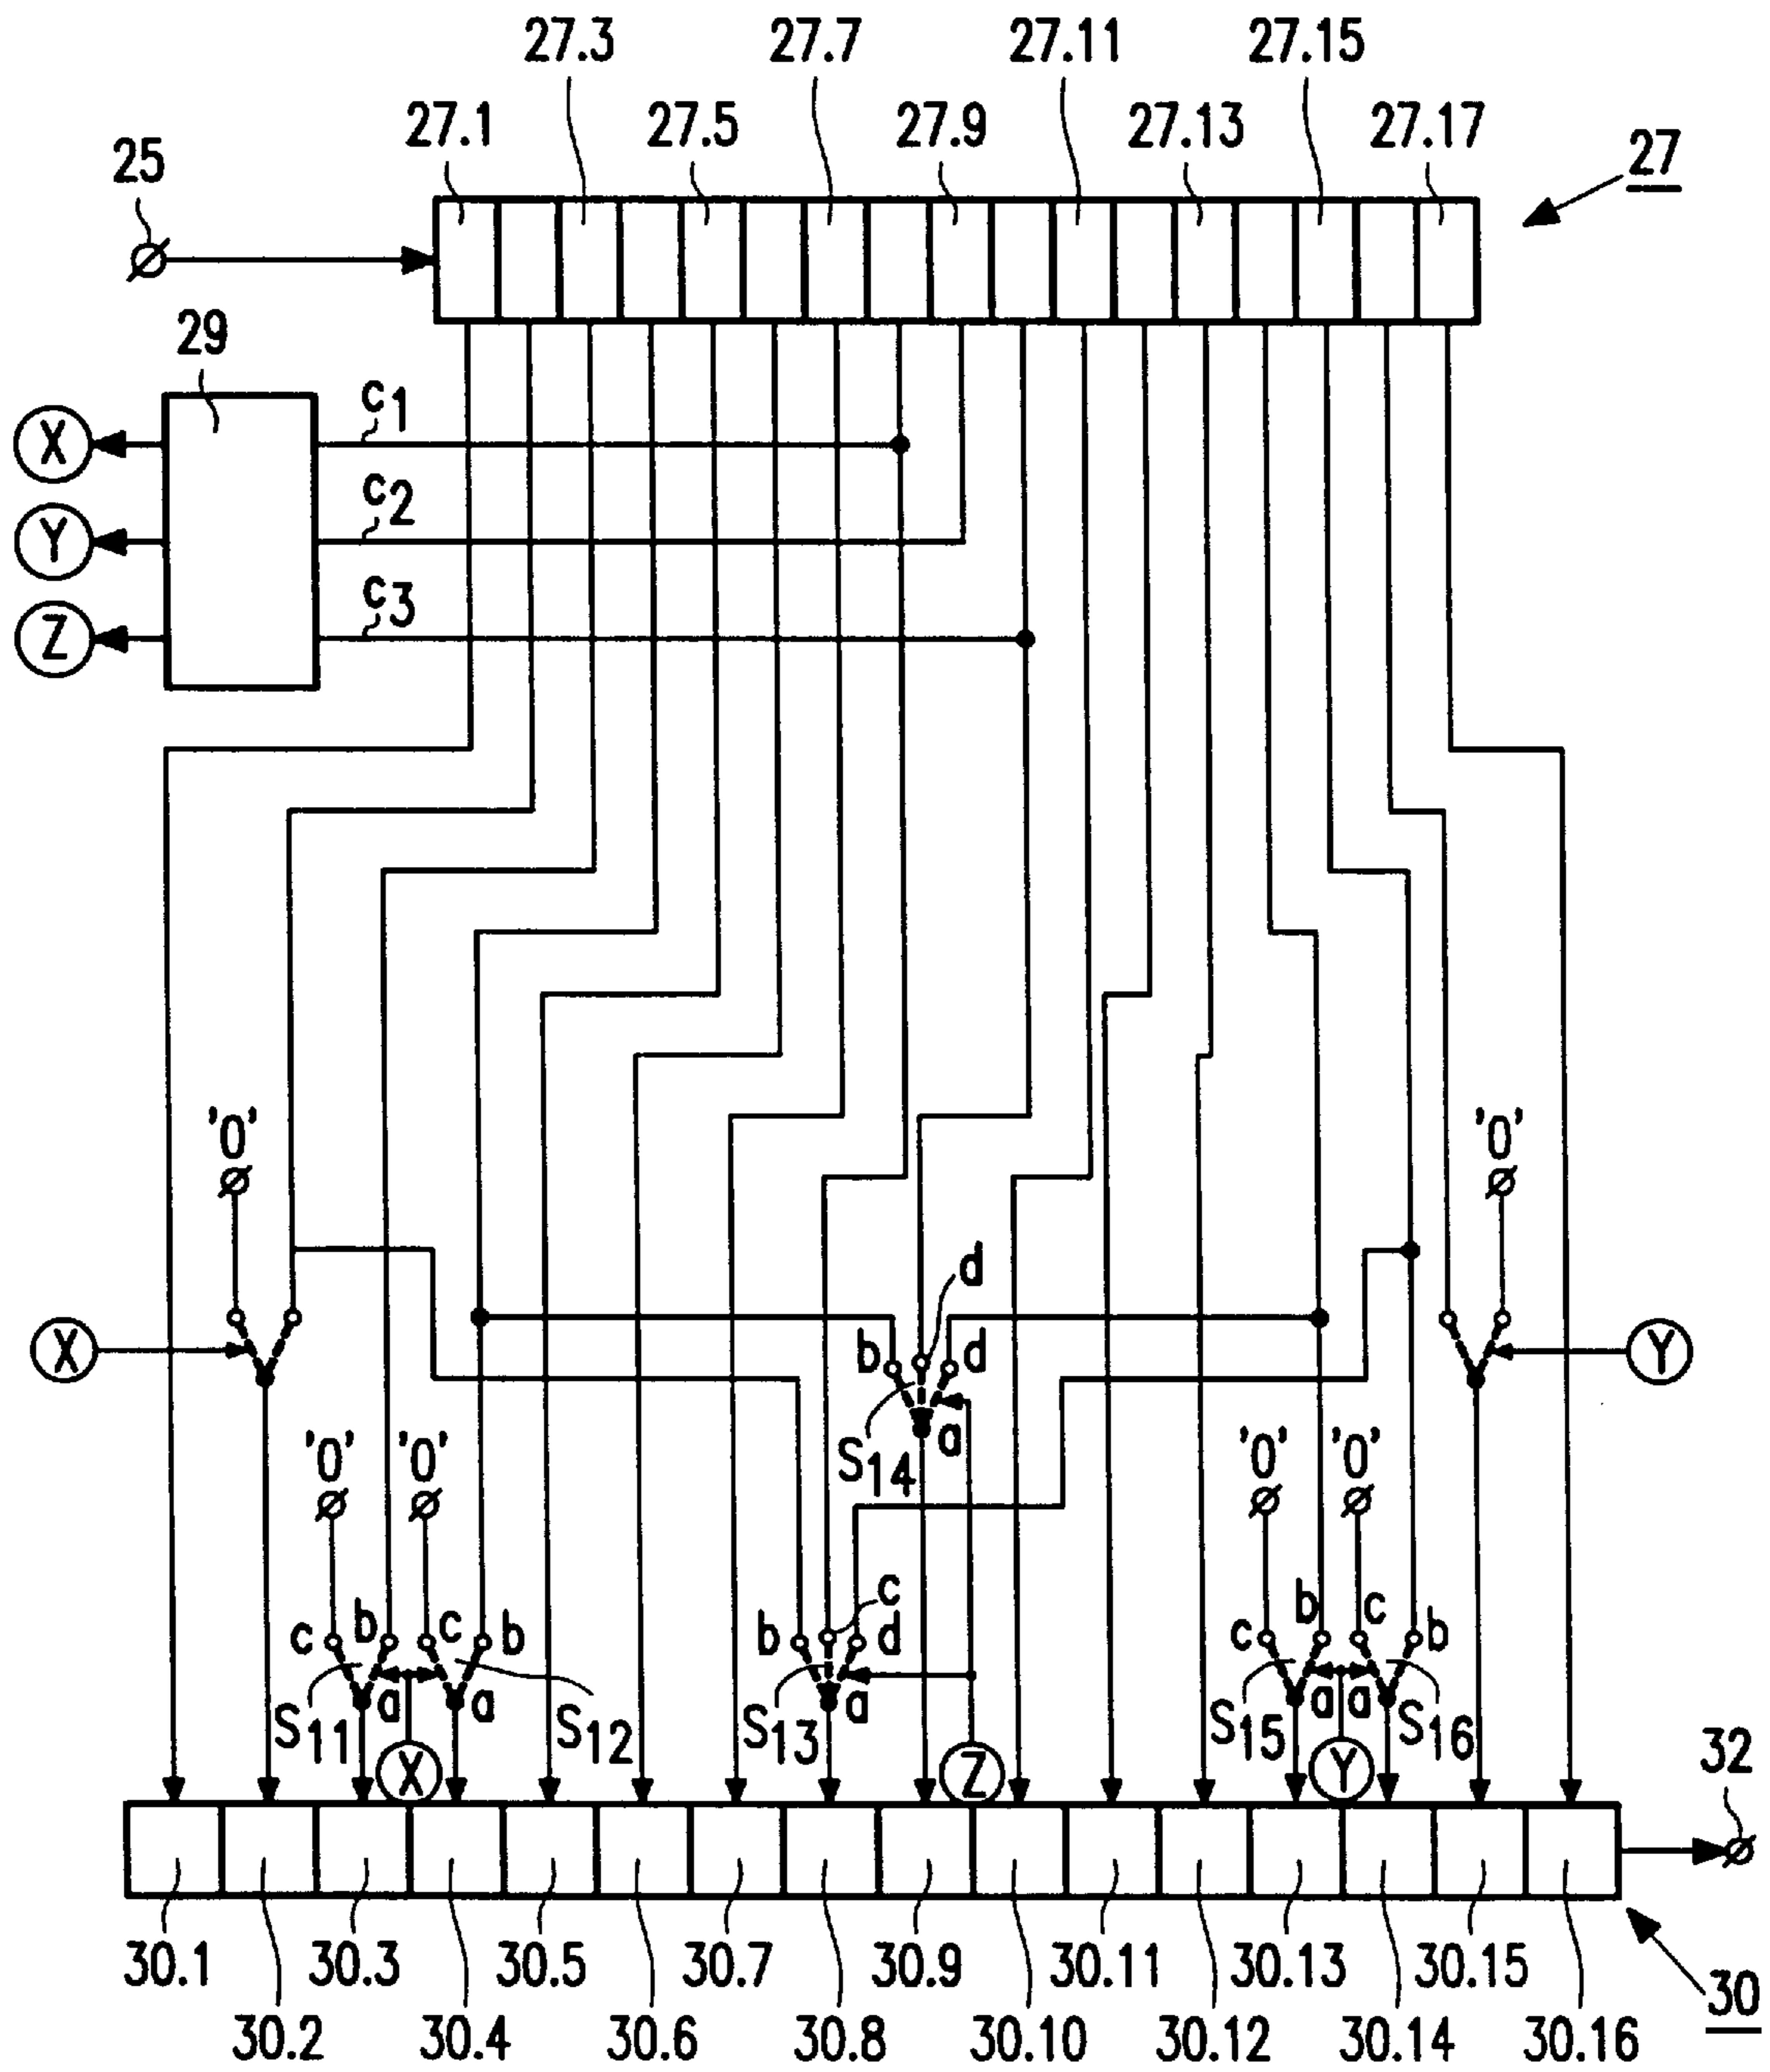 27.3 27.7 27.11 27.15
27.1 27.5 27.9 27.13 27.17
25
27
29
c1
X
c2
Y
c3
Z
'0' '0'
d
X b d Y
a
S14
'0' '0' '0' '0'
c
c b c b b d c b c b
a a a a a
S11 S12 S13 S15 S16
X Z Y
32
30.1 30.3 30.5 30.7 30.9 30.11 30.13 30.15
30
30.2 30.4 30.6 30.8 30.10 30.12 30.14 30.16